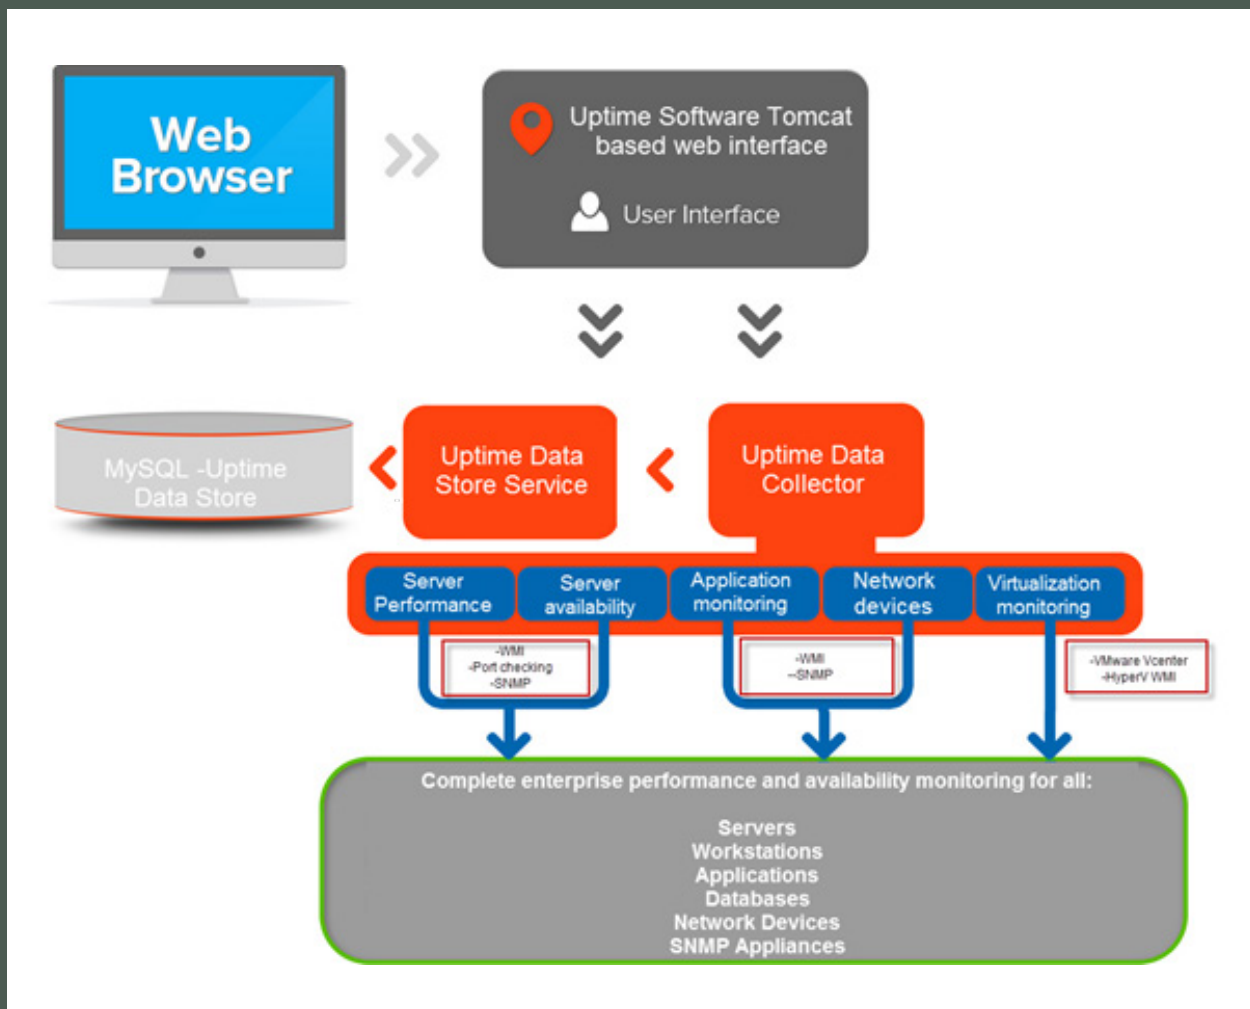 Web
Browser
Uptime Software Tomcat
based web interface
User Interface
MySQL -Uptime
Data Store
Uptime Data
Store Service
Uptime Data
Collector
Server
Performance
Server
availability
Application
monitoring
Network
devices
Virtualization
monitoring
-WMI
-Port checking
-SNMP
-WMI
--SNMP
-VMware Vcenter
-HyperV WMI
Complete enterprise performance and availability monitoring for all:
Servers
Workstations
Applications
Databases
Network Devices
SNMP Appliances